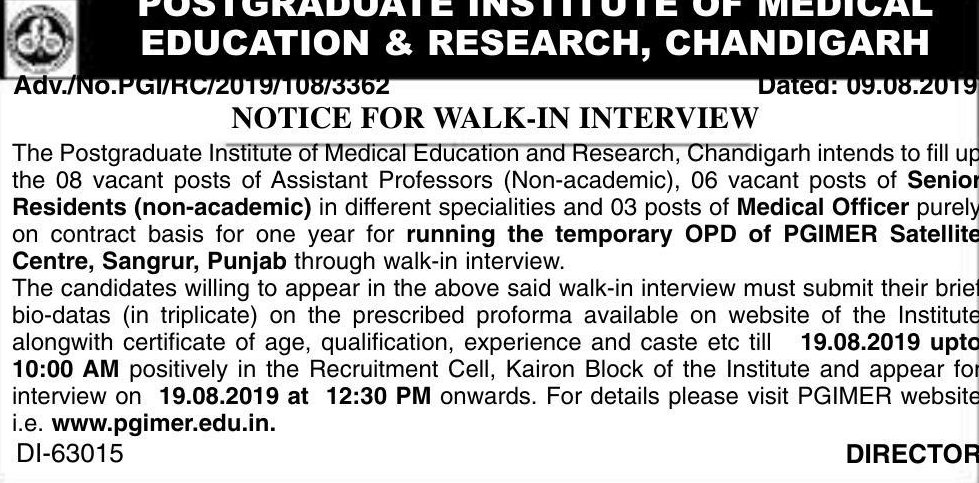 POSTGRADUATE INSTITUTE OF MEDICAL
EDUCATION & RESEARCH, CHANDIGARH
Adv./No.PGI/RC/2019/108/3362 Dated: 09.08.2019
NOTICE FOR WALK-IN INTERVIEW
The Postgraduate Institute of Medical Education and Research, Chandigarh intends to fill up
the 08 vacant posts of Assistant Professors (Non-academic), 06 vacant posts of Senior
Residents (non-academic) in different specialities and 03 posts of Medical Officer purely
on contract basis for one year for running the temporary OPD of PGIMER Satellite
Centre, Sangrur, Punjab through walk-in interview.
The candidates willing to appear in the above said walk-in interview must submit their brief
bio-datas (in triplicate) on the prescribed proforma available on website of the Institute
alongwith certificate of age, qualification, experience and caste etc till 19.08.2019 upto
10:00 AM positively in the Recruitment Cell, Kairon Block of the Institute and appear for
interview on 19.08.2019 at 12:30 PM onwards. For details please visit PGIMER website
i.e. www.pgimer.edu.in.
DI-63015 DIRECTOR